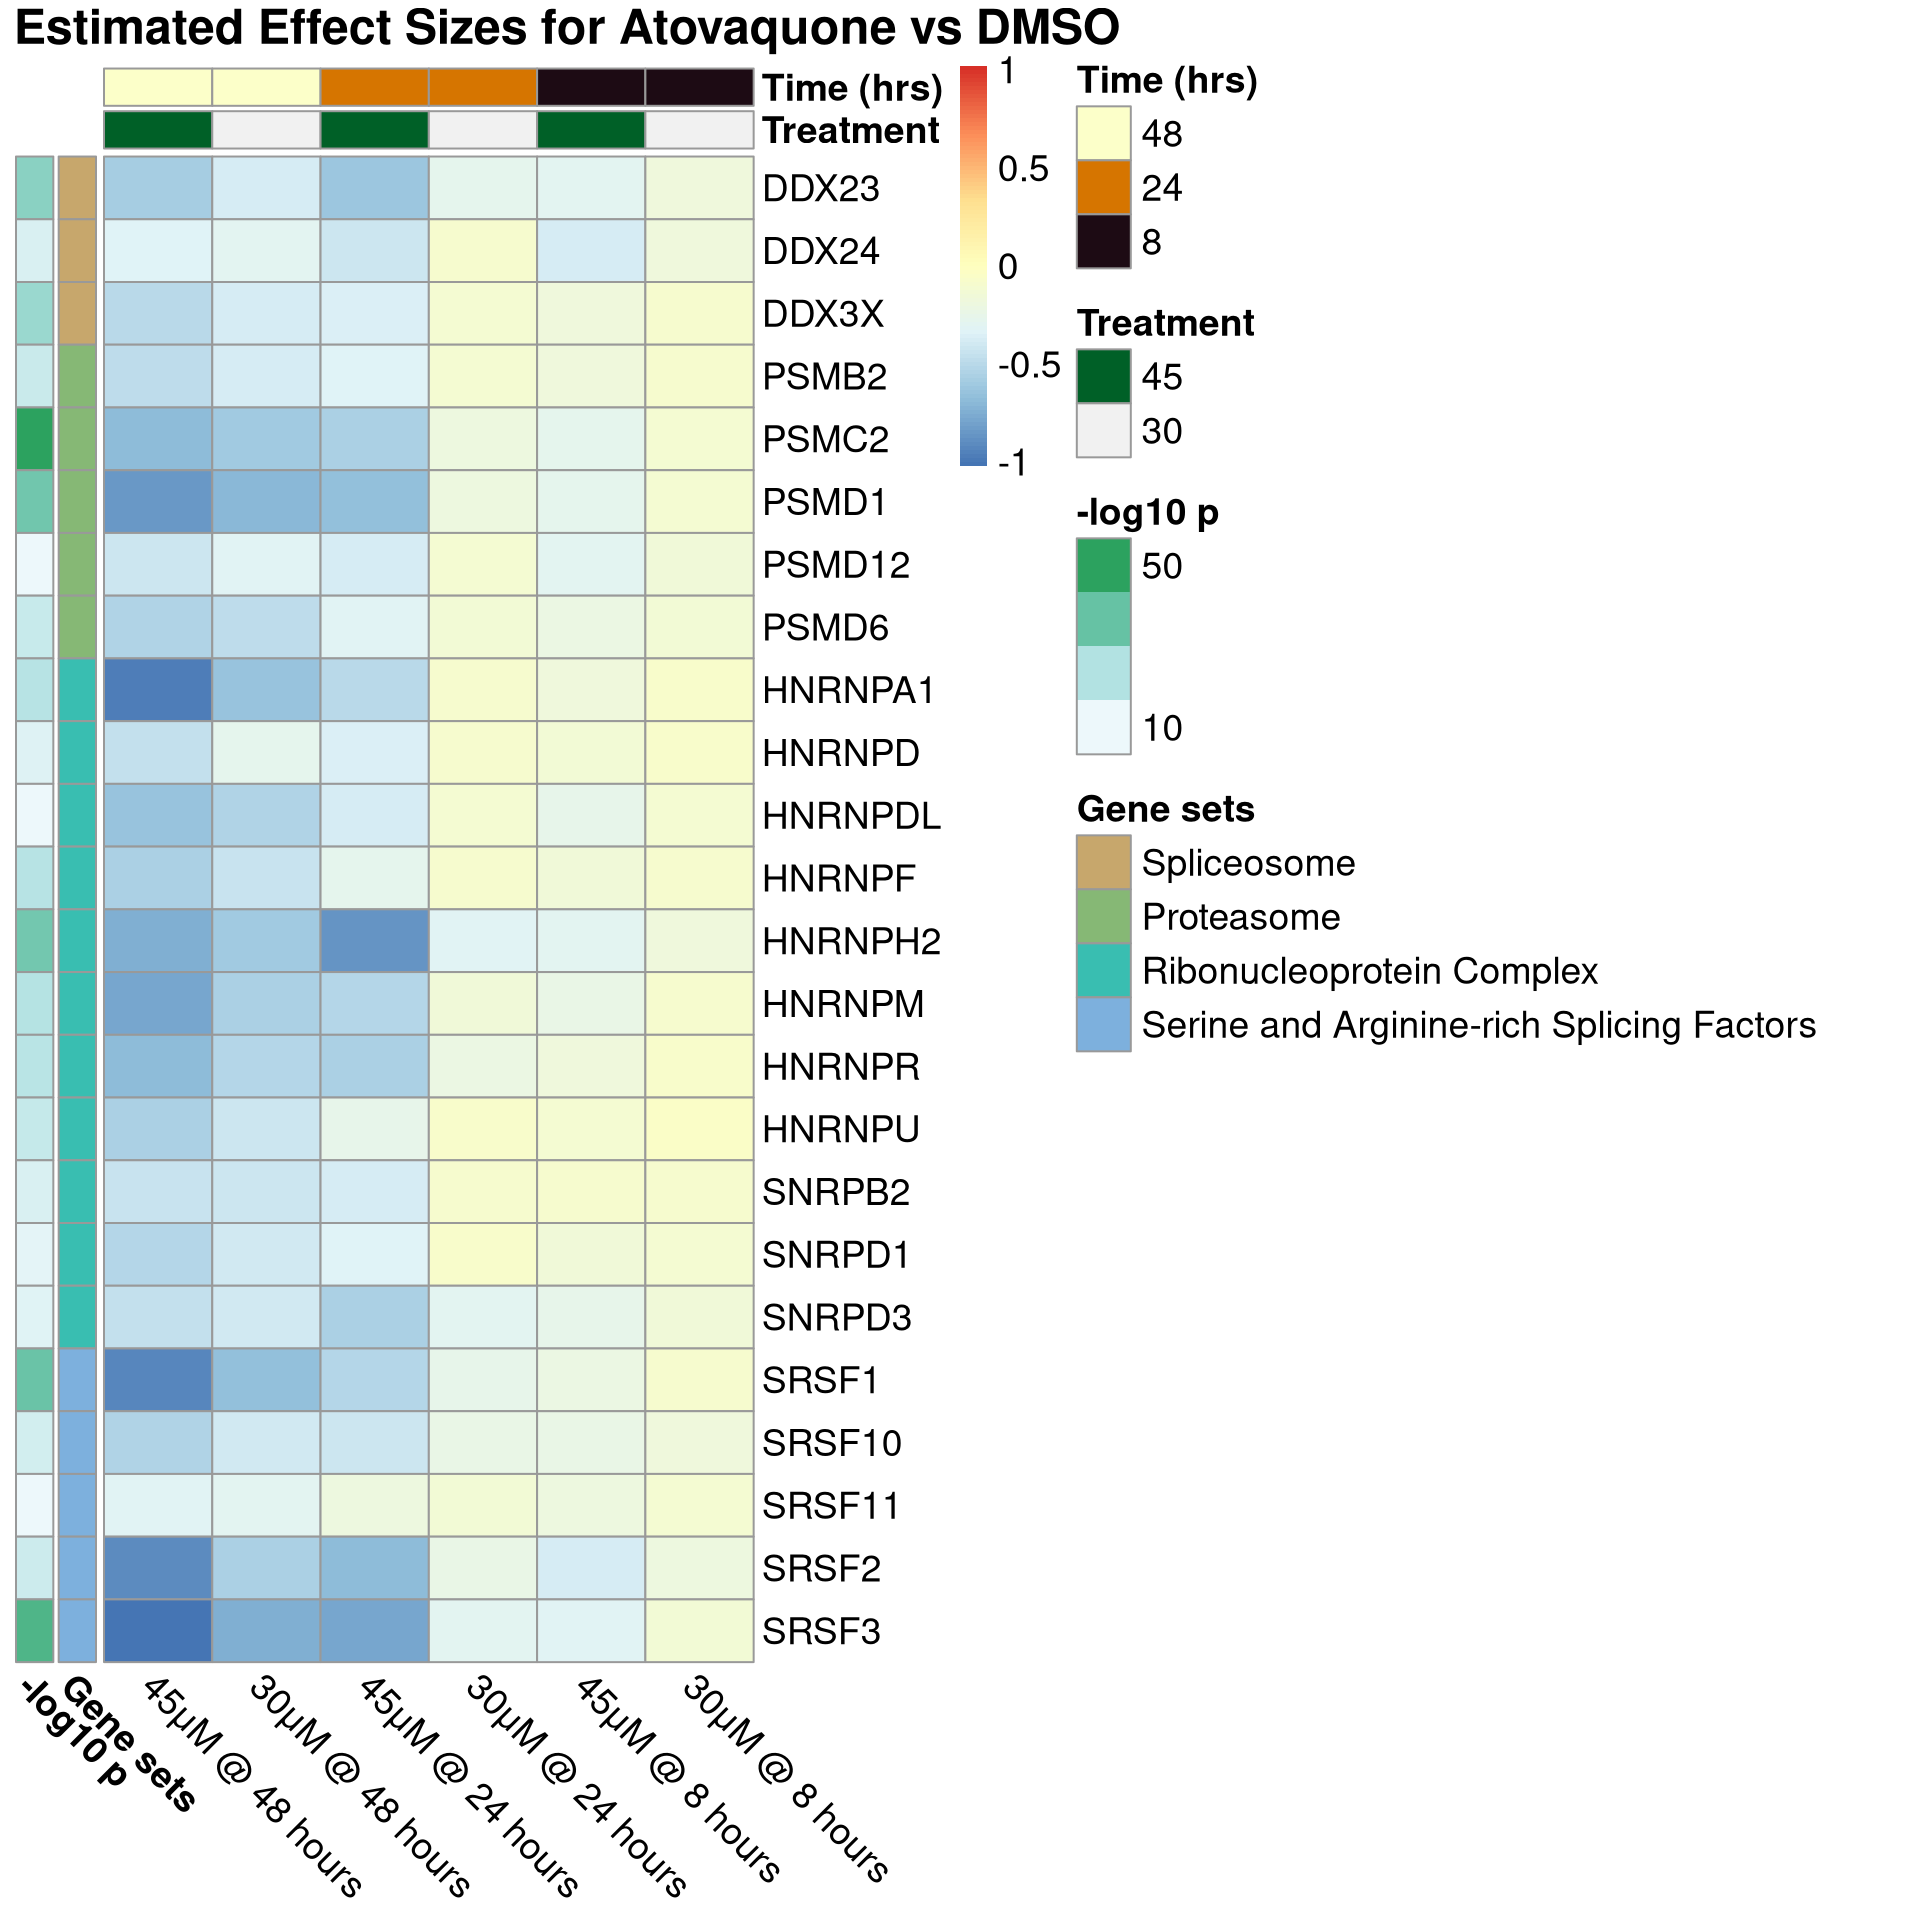 Estimated Effect Sizes for Atovaquone vs DMSO
Time (hrs)
Treatment
DDX23
DDX24
DDX3X
PSMB2
PSMC2
PSMD1
PSMD12
PSMD6
HNRNPA1
HNRNPD
HNRNPDL
HNRNPF
HNRNPH2
HNRNPM
HNRNPR
HNRNPU
SNRPB2
SNRPD1
SNRPD3
SRSF1
SRSF10
SRSF11
SRSF2
SRSF3
-log10 p
Gene sets
45µM @ 48 hours
30µM @ 48 hours
45µM @ 24 hours
30µM @ 24 hours
45µM @ 8 hours
30µM @ 8 hours
1
0.5
0
-0.5
-1
Time (hrs)
48
24
8
Treatment
45
30
-log10 p
50
10
Gene sets
Spliceosome
Proteasome
Ribonucleoprotein Complex
Serine and Arginine-rich Splicing Factors